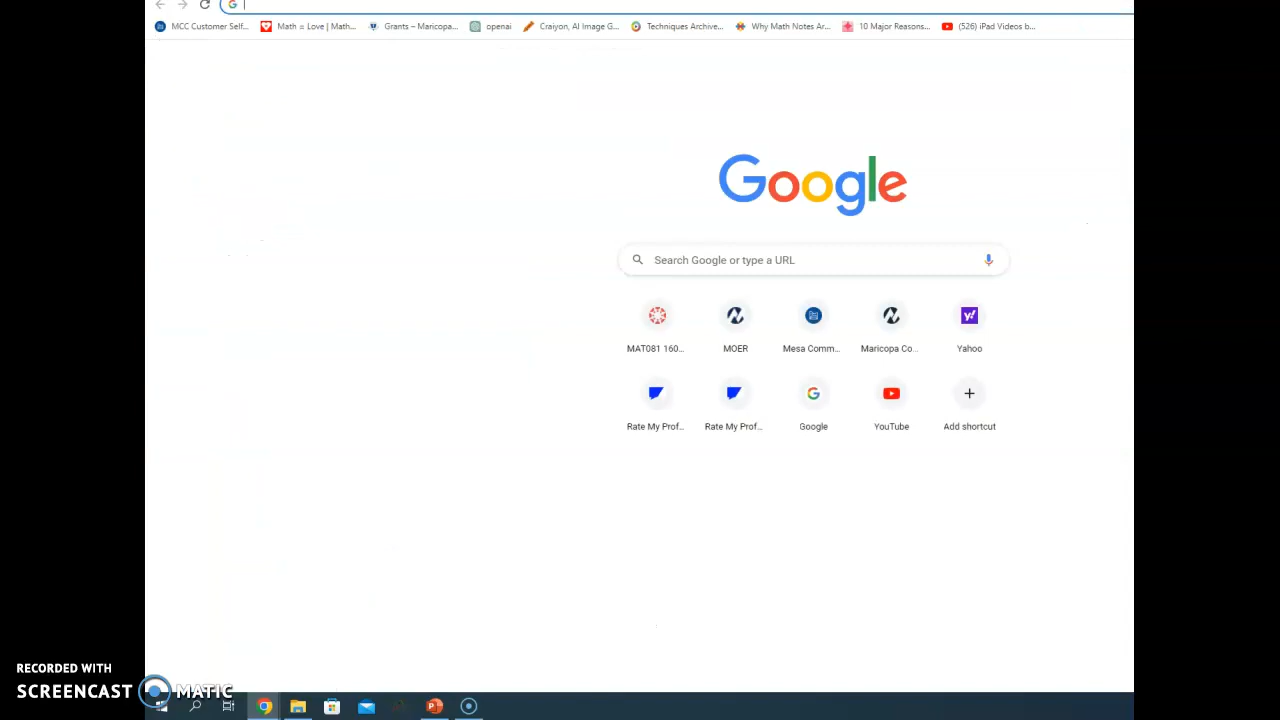 MCC Customer Self... Math = Love | Math... Grants – Maricopa... openai Craiyon, AI Image G... Techniques Archive... Why Math Notes Ar... 10 Major Reasons... (526) iPad Videos b...
Google
Search Google or type a URL
MAT081 160... MOER Mesa Comm... Maricopa Co... Yahoo
Rate My Prof... Rate My Prof... Google YouTube Add shortcut
RECORDED WITH
SCREENCAST MATIC